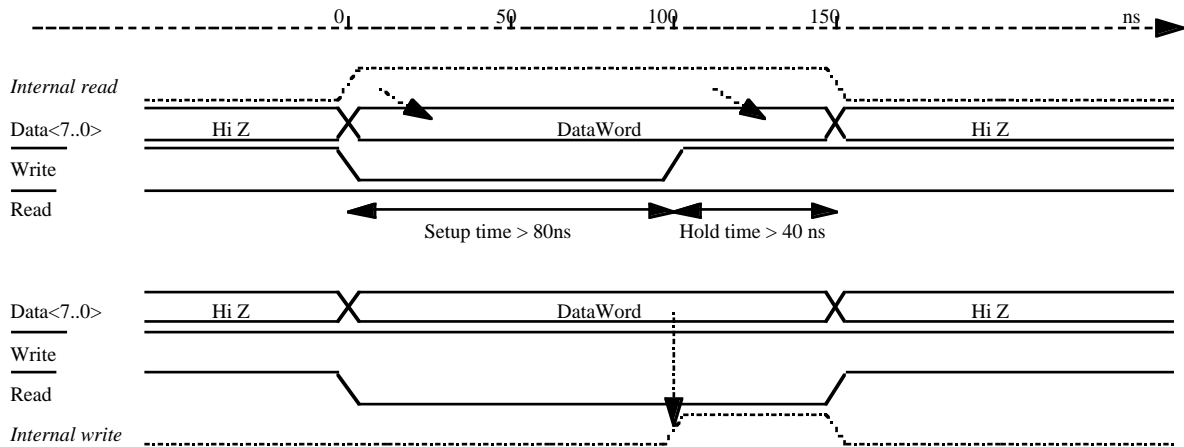 0 50 100 150 ns
Internal read
Data<7..0> Hi Z DataWord Hi Z
Write
Read
Setup time > 80ns Hold time > 40 ns
Data<7..0> Hi Z DataWord Hi Z
Write
Read
Internal write